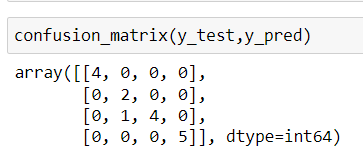 confusion_matrix(y_test,y_pred)
array([[4, 0, 0, 0],
       [0, 2, 0, 0],
       [0, 1, 4, 0],
       [0, 0, 0, 5]], dtype=int64)